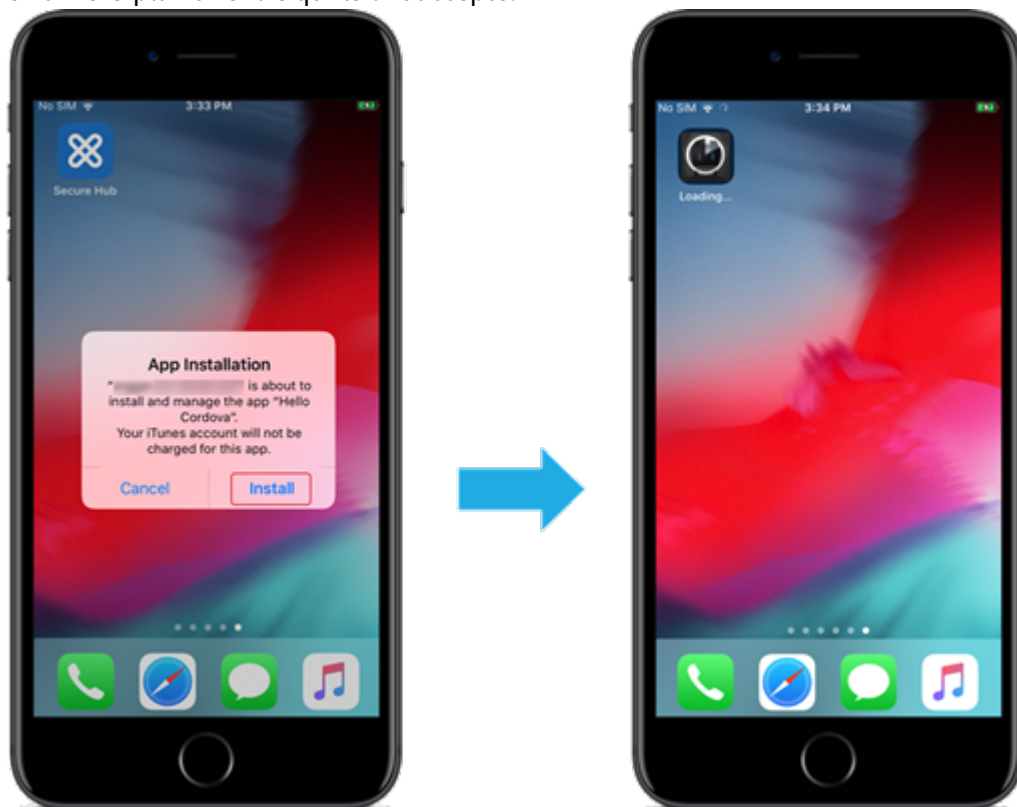 No SIM
3:33 PM
Secure Hub
App Installation
" is about to
install and manage the app "Hello
Cordova".
Your iTunes account will not be
charged for this app.
Cancel
Install
No SIM
3:34 PM
Loading...